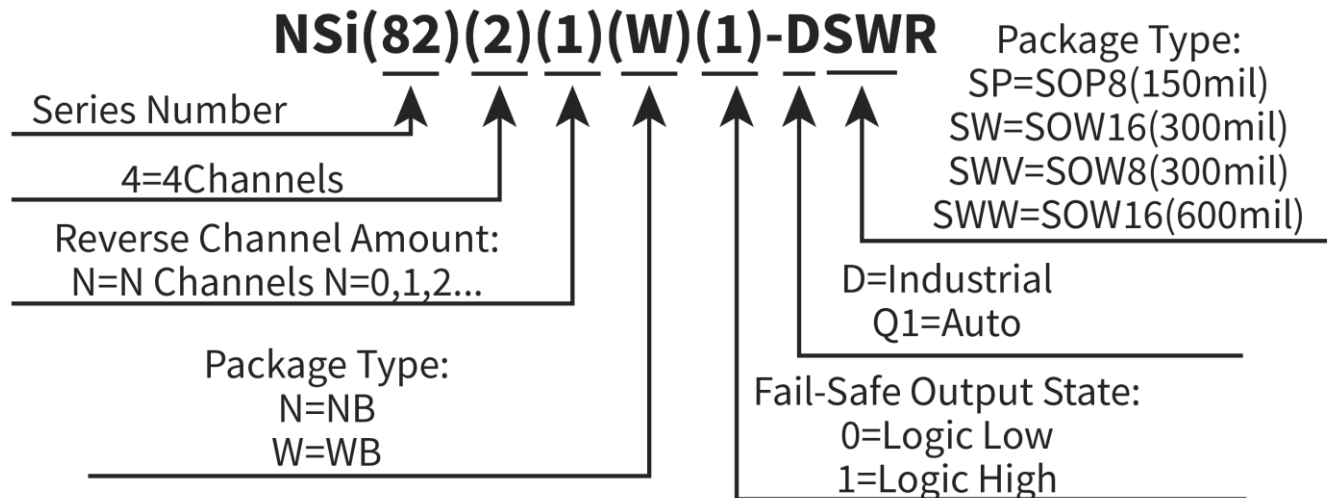 NSi(82)(2)(1)(W)(1)-DSWR
Series Number
4=4Channels
Reverse Channel Amount:
N=N Channels N=0,1,2...
Package Type:
N=NB
W=WB
Package Type:
SP=SOP8(150mil)
SW=SOW16(300mil)
SWV=SOW8(300mil)
SWW=SOW16(600mil)
D=Industrial
Q1=Auto
Fail-Safe Output State:
0=Logic Low
1=Logic High